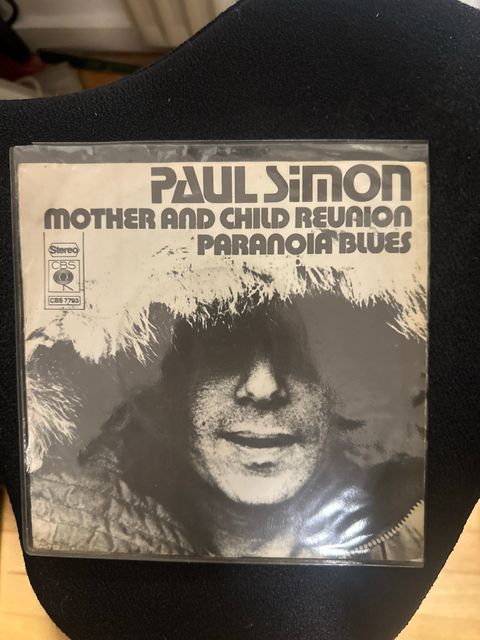 PAUL SIMON
MOTHER AND CHILD REUNION
PARANOIA BLUES
Stereo
CBS
CBS 7793